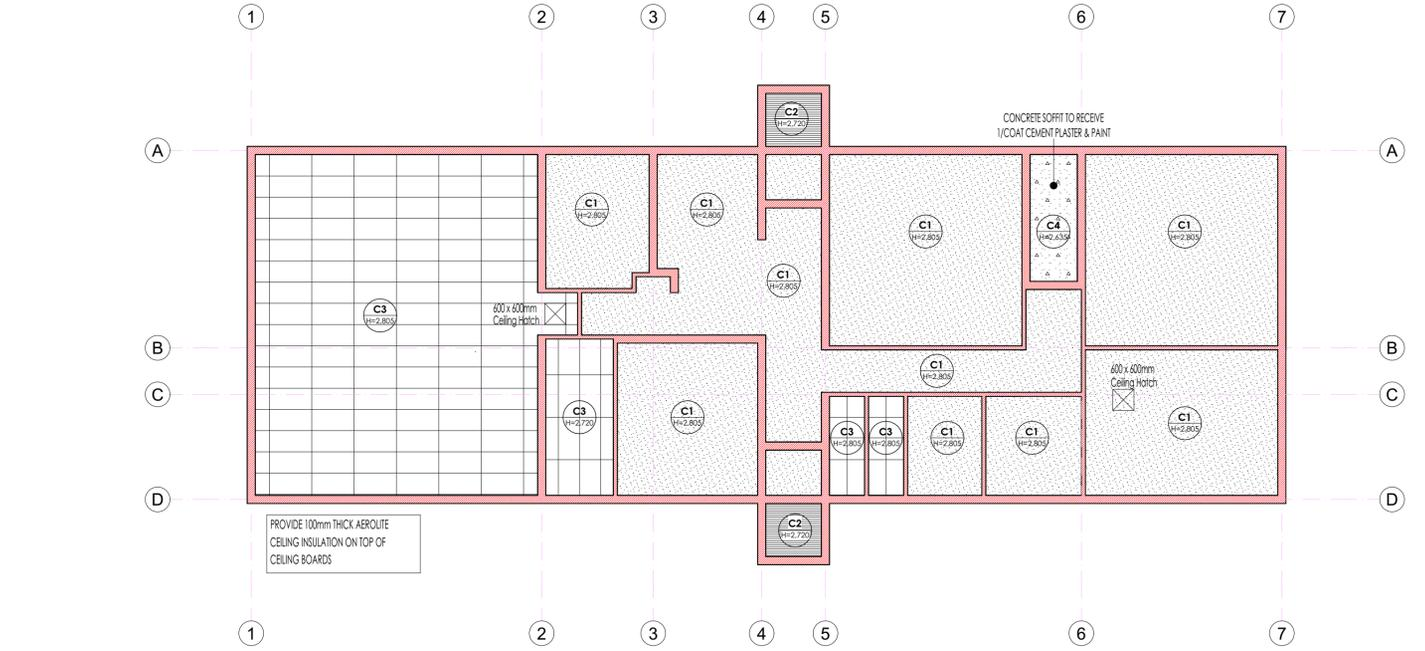 1 2 3 4 5 6 7
C2
H=2.720
CONCRETE SOFFIT TO RECEIVE
1/COAT CEMENT PLASTER & PAINT
A A
C1
H=2.805
C1
H=2.805
C1
H=2.805
C4
H=2.635
C1
H=2.805
C1
H=2.805
C3
H=2.805
600 x 600mm
Ceiling Hatch
B B
C1
H=2.805
600 x 600mm
Ceiling Hatch
C C
C3
H=2.720
C1
H=2.805
C3
H=2.805
C3
H=2.805
C1
H=2.805
C1
H=2.805
C1
H=2.805
D D
PROVIDE 100mm THICK AEROLITE
CEILING INSULATION ON TOP OF
CEILING BOARDS
C2
H=2.720
1 2 3 4 5 6 7